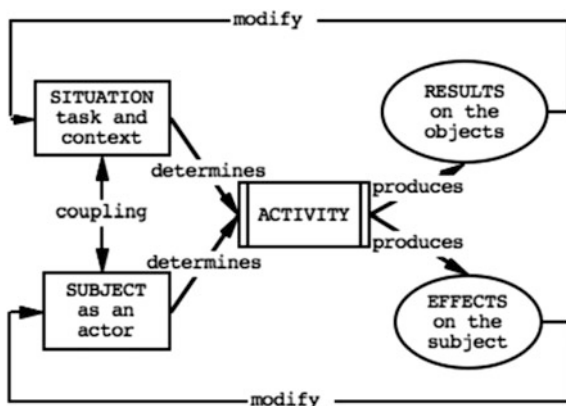 modify
SITUATION
task and
context
RESULTS
on the
objects
determines
produces
coupling
ACTIVITY
determines
produces
SUBJECT
as an
actor
EFFECTS
on the
subject
modify